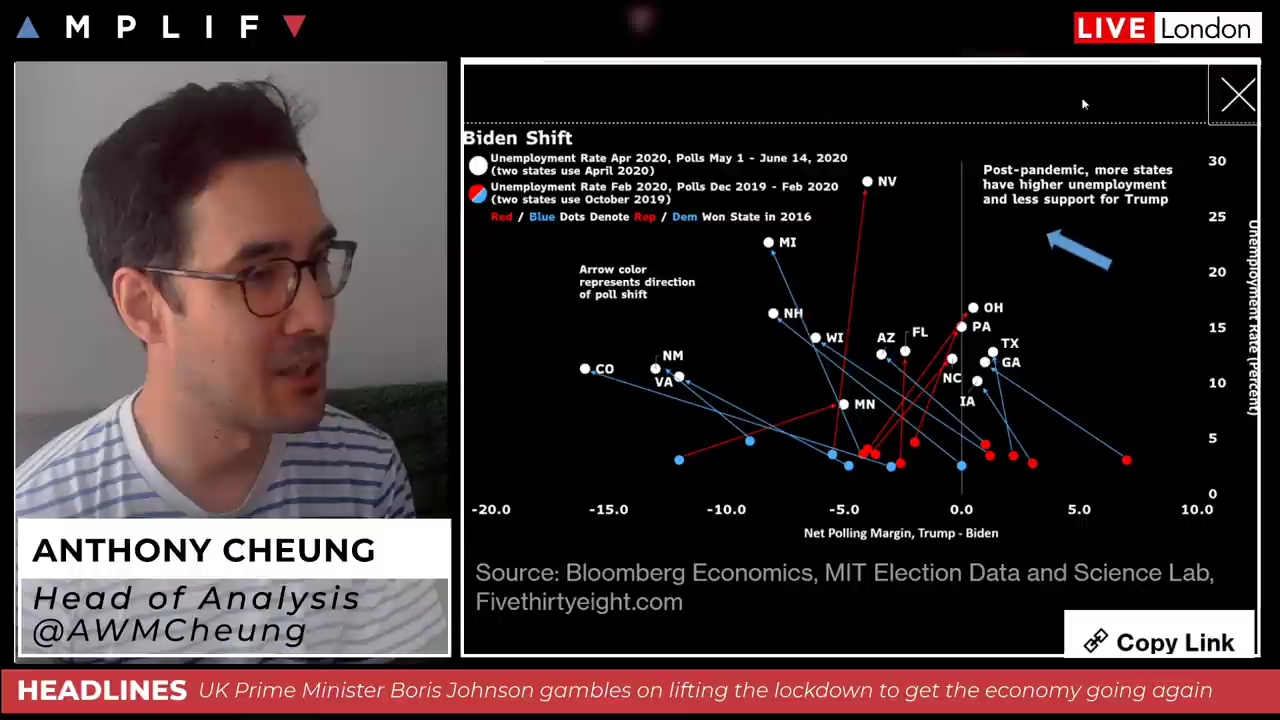 AMPLIFY
LIVE London
Biden Shift
Unemployment Rate Apr 2020, Polls May 1 - June 14, 2020
(two states use April 2020)
Unemployment Rate Feb 2020, Polls Dec 2019 - Feb 2020
(two states use October 2019)
Red / Blue Dots Denote Rep / Dem Won State in 2016
Post-pandemic, more states
have higher unemployment
and less support for Trump
Arrow color
represents direction
of poll shift
NV
MI
NH
WI
AZ
FL
OH
PA
TX
GA
NC
IA
NM
CO
VA
MN
30
25
20
15
10
5
0
Unemployment Rate (Percent)
-20.0 -15.0 -10.0 -5.0 0.0 5.0 10.0
Net Polling Margin, Trump - Biden
Source: Bloomberg Economics, MIT Election Data and Science Lab,
Fivethirtyeight.com
Copy Link
ANTHONY CHEUNG
Head of Analysis
@AWMCheung
HEADLINES UK Prime Minister Boris Johnson gambles on lifting the lockdown to get the economy going again